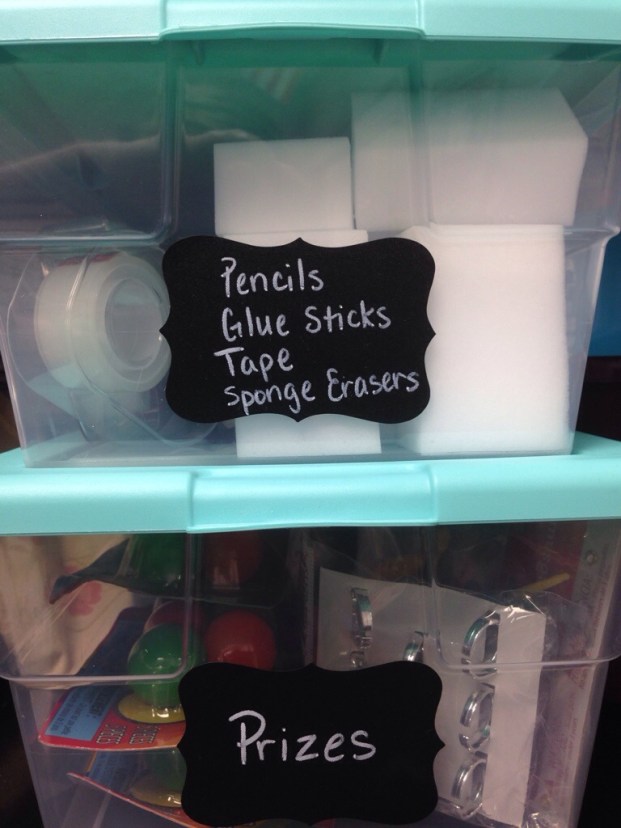 Pencils
Glue Sticks
Tape
Sponge Erasers
Prizes